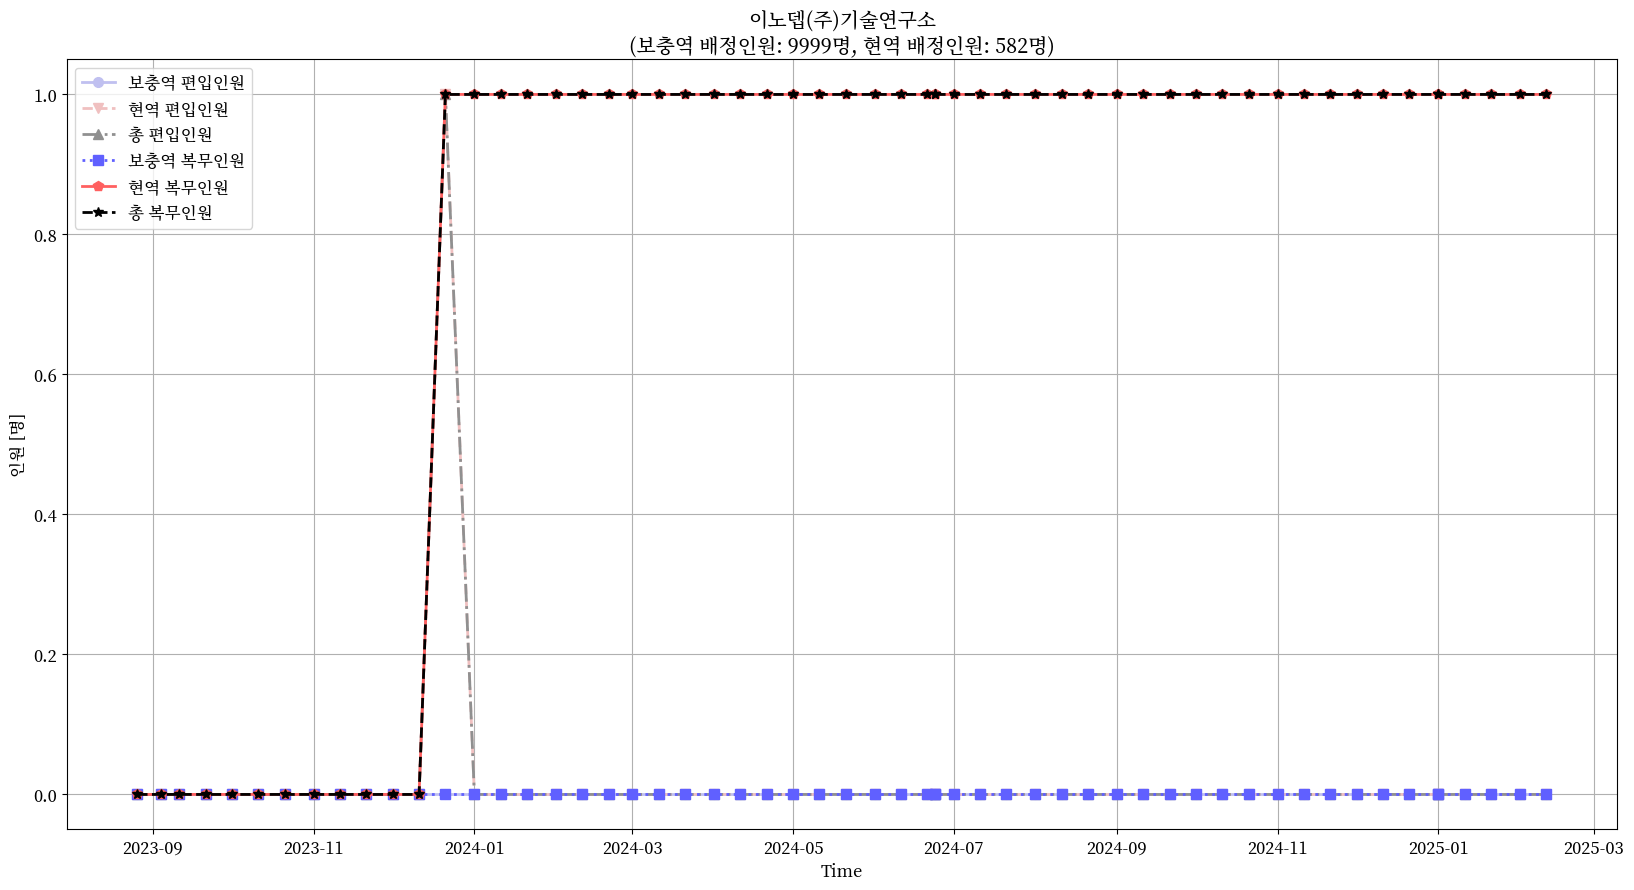 이노뎁(주)기술연구소
(보충역 배정인원: 9999명, 현역 배정인원: 582명)
보충역 편입인원
현역 편입인원
총 편입인원
보충역 복무인원
현역 복무인원
총 복무인원
1.0
0.8
0.6
0.4
0.2
0.0
인원 [명]
2023-09
2023-11
2024-01
2024-03
2024-05
2024-07
2024-09
2024-11
2025-01
2025-03
Time